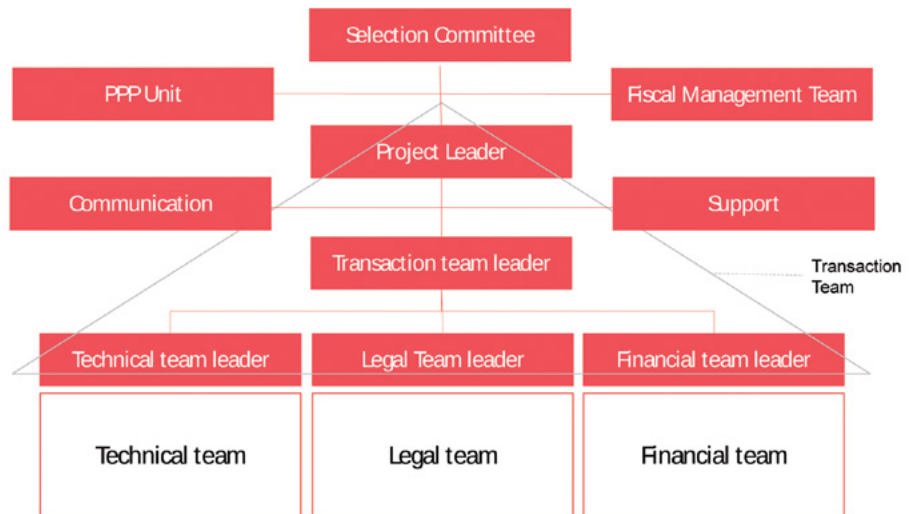 Selection Committee
PPP Unit
Fiscal Management Team
Project Leader
Communication
Support
Transaction team leader
Transaction
Team
Technical team leader
Legal Team leader
Financial team leader
Technical team
Legal team
Financial team